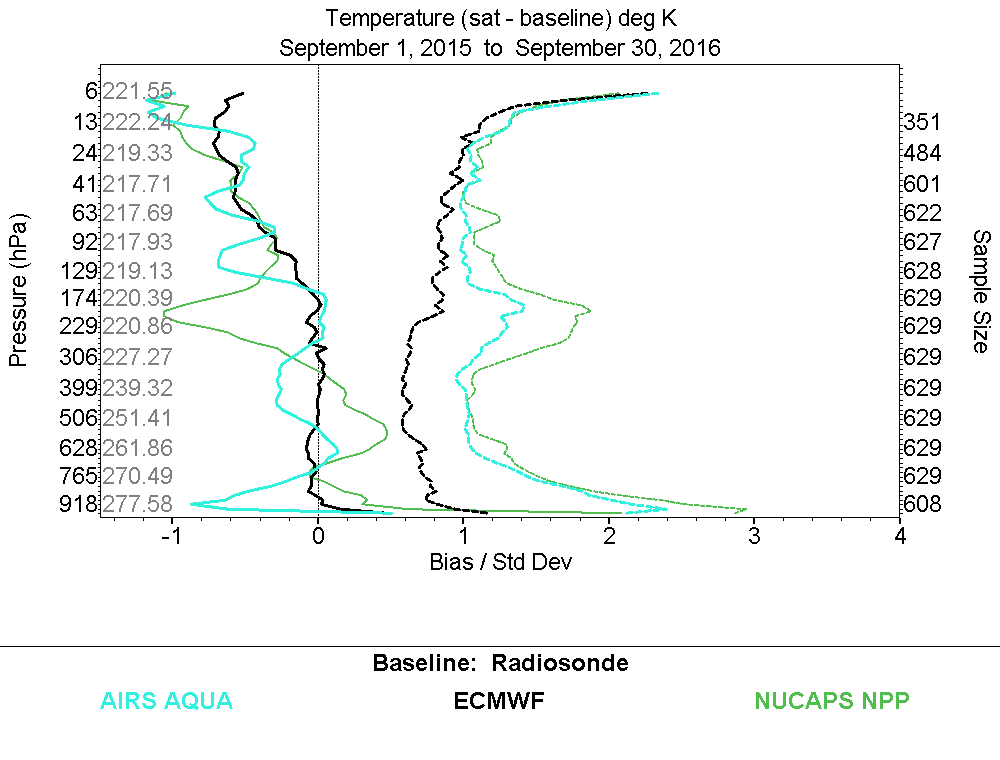 Temperature (sat - baseline) deg K
September 1, 2015 to September 30, 2016
6 221.55
13 222.24 351
24 219.33 484
41 217.71 601
63 217.69 622
92 217.93 627
129 219.13 628
174 220.39 629
229 220.86 629
306 227.27 629
399 239.32 629
506 251.41 629
628 261.86 629
765 270.49 629
918 277.58 608
Pressure (hPa)
Sample Size
-1 0 1 2 3 4
Bias / Std Dev
Baseline: Radiosonde
AIRS AQUA ECMWF NUCAPS NPP